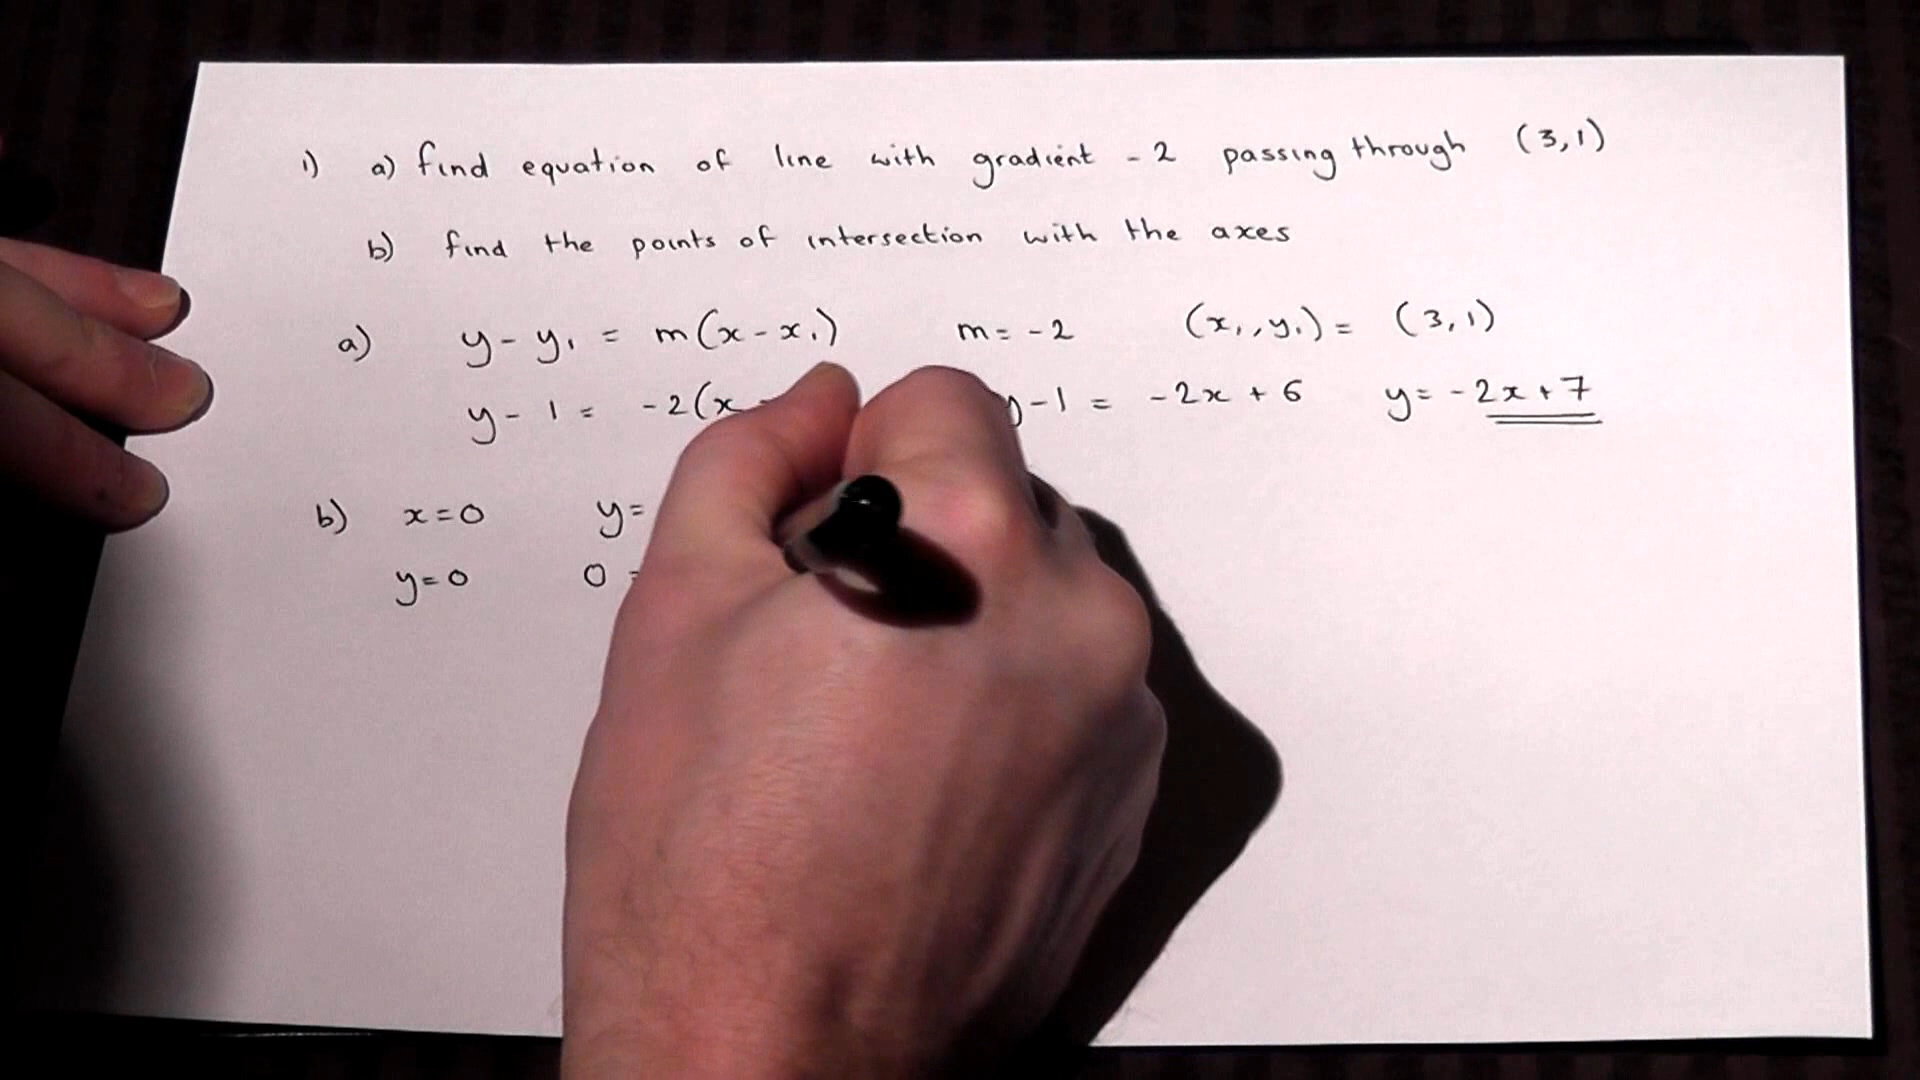 1) a) find equation of line with gradient -2 passing through (3,1)
b) find the points of intersection with the axes
a) y - y₁ = m(x - x₁) m = -2 (x₁, y₁) = (3,1)
y - 1 = -2(x - y - 1 = -2x + 6 y = -2x + 7
b) x = 0 y =
y = 0 0 =